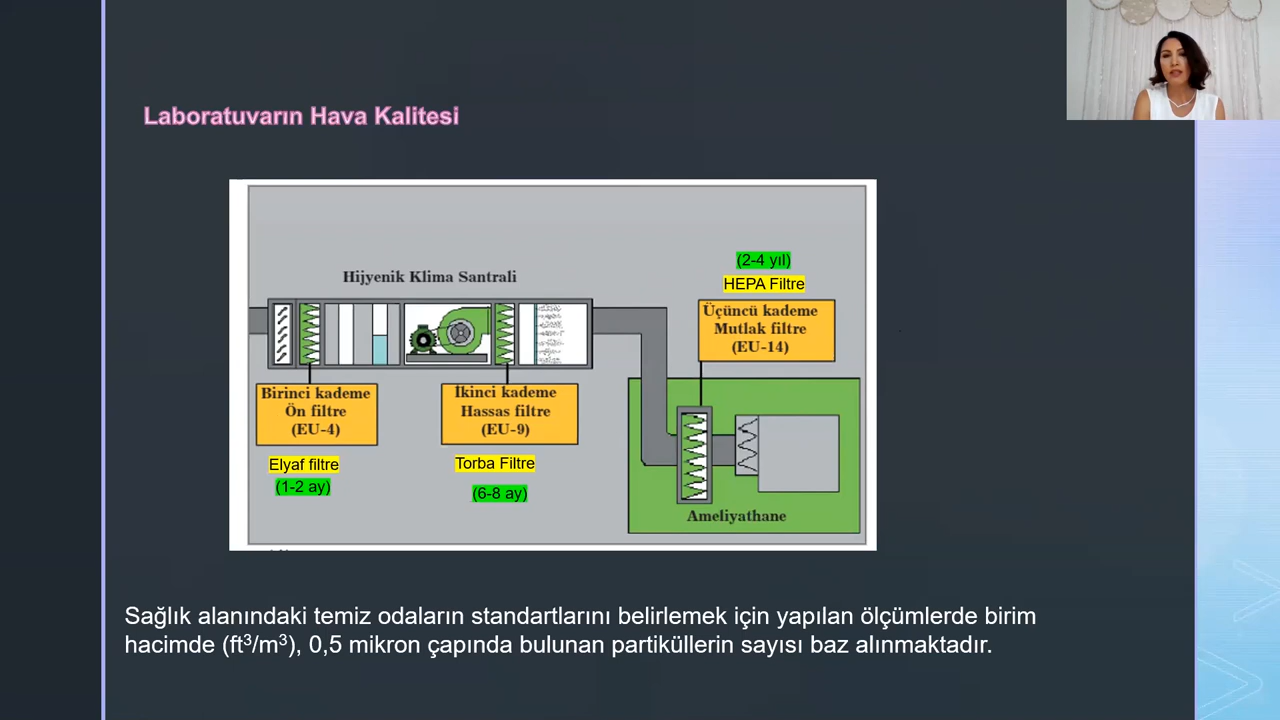 Laboratuvarın Hava Kalitesi
Hijyenik Klima Santrali
(2-4 yıl)
HEPA Filtre
Üçüncü kademe
Mutlak filtre
(EU-14)
Birinci kademe
Ön filtre
(EU-4)
İkinci kademe
Hassas filtre
(EU-9)
Elyaf filtre
(1-2 ay)
Torba Filtre
(6-8 ay)
Ameliyathane
Sağlık alanındaki temiz odaların standartlarını belirlemek için yapılan ölçümlerde birim
hacimde (ft³/m³), 0,5 mikron çapında bulunan partiküllerin sayısı baz alınmaktadır.